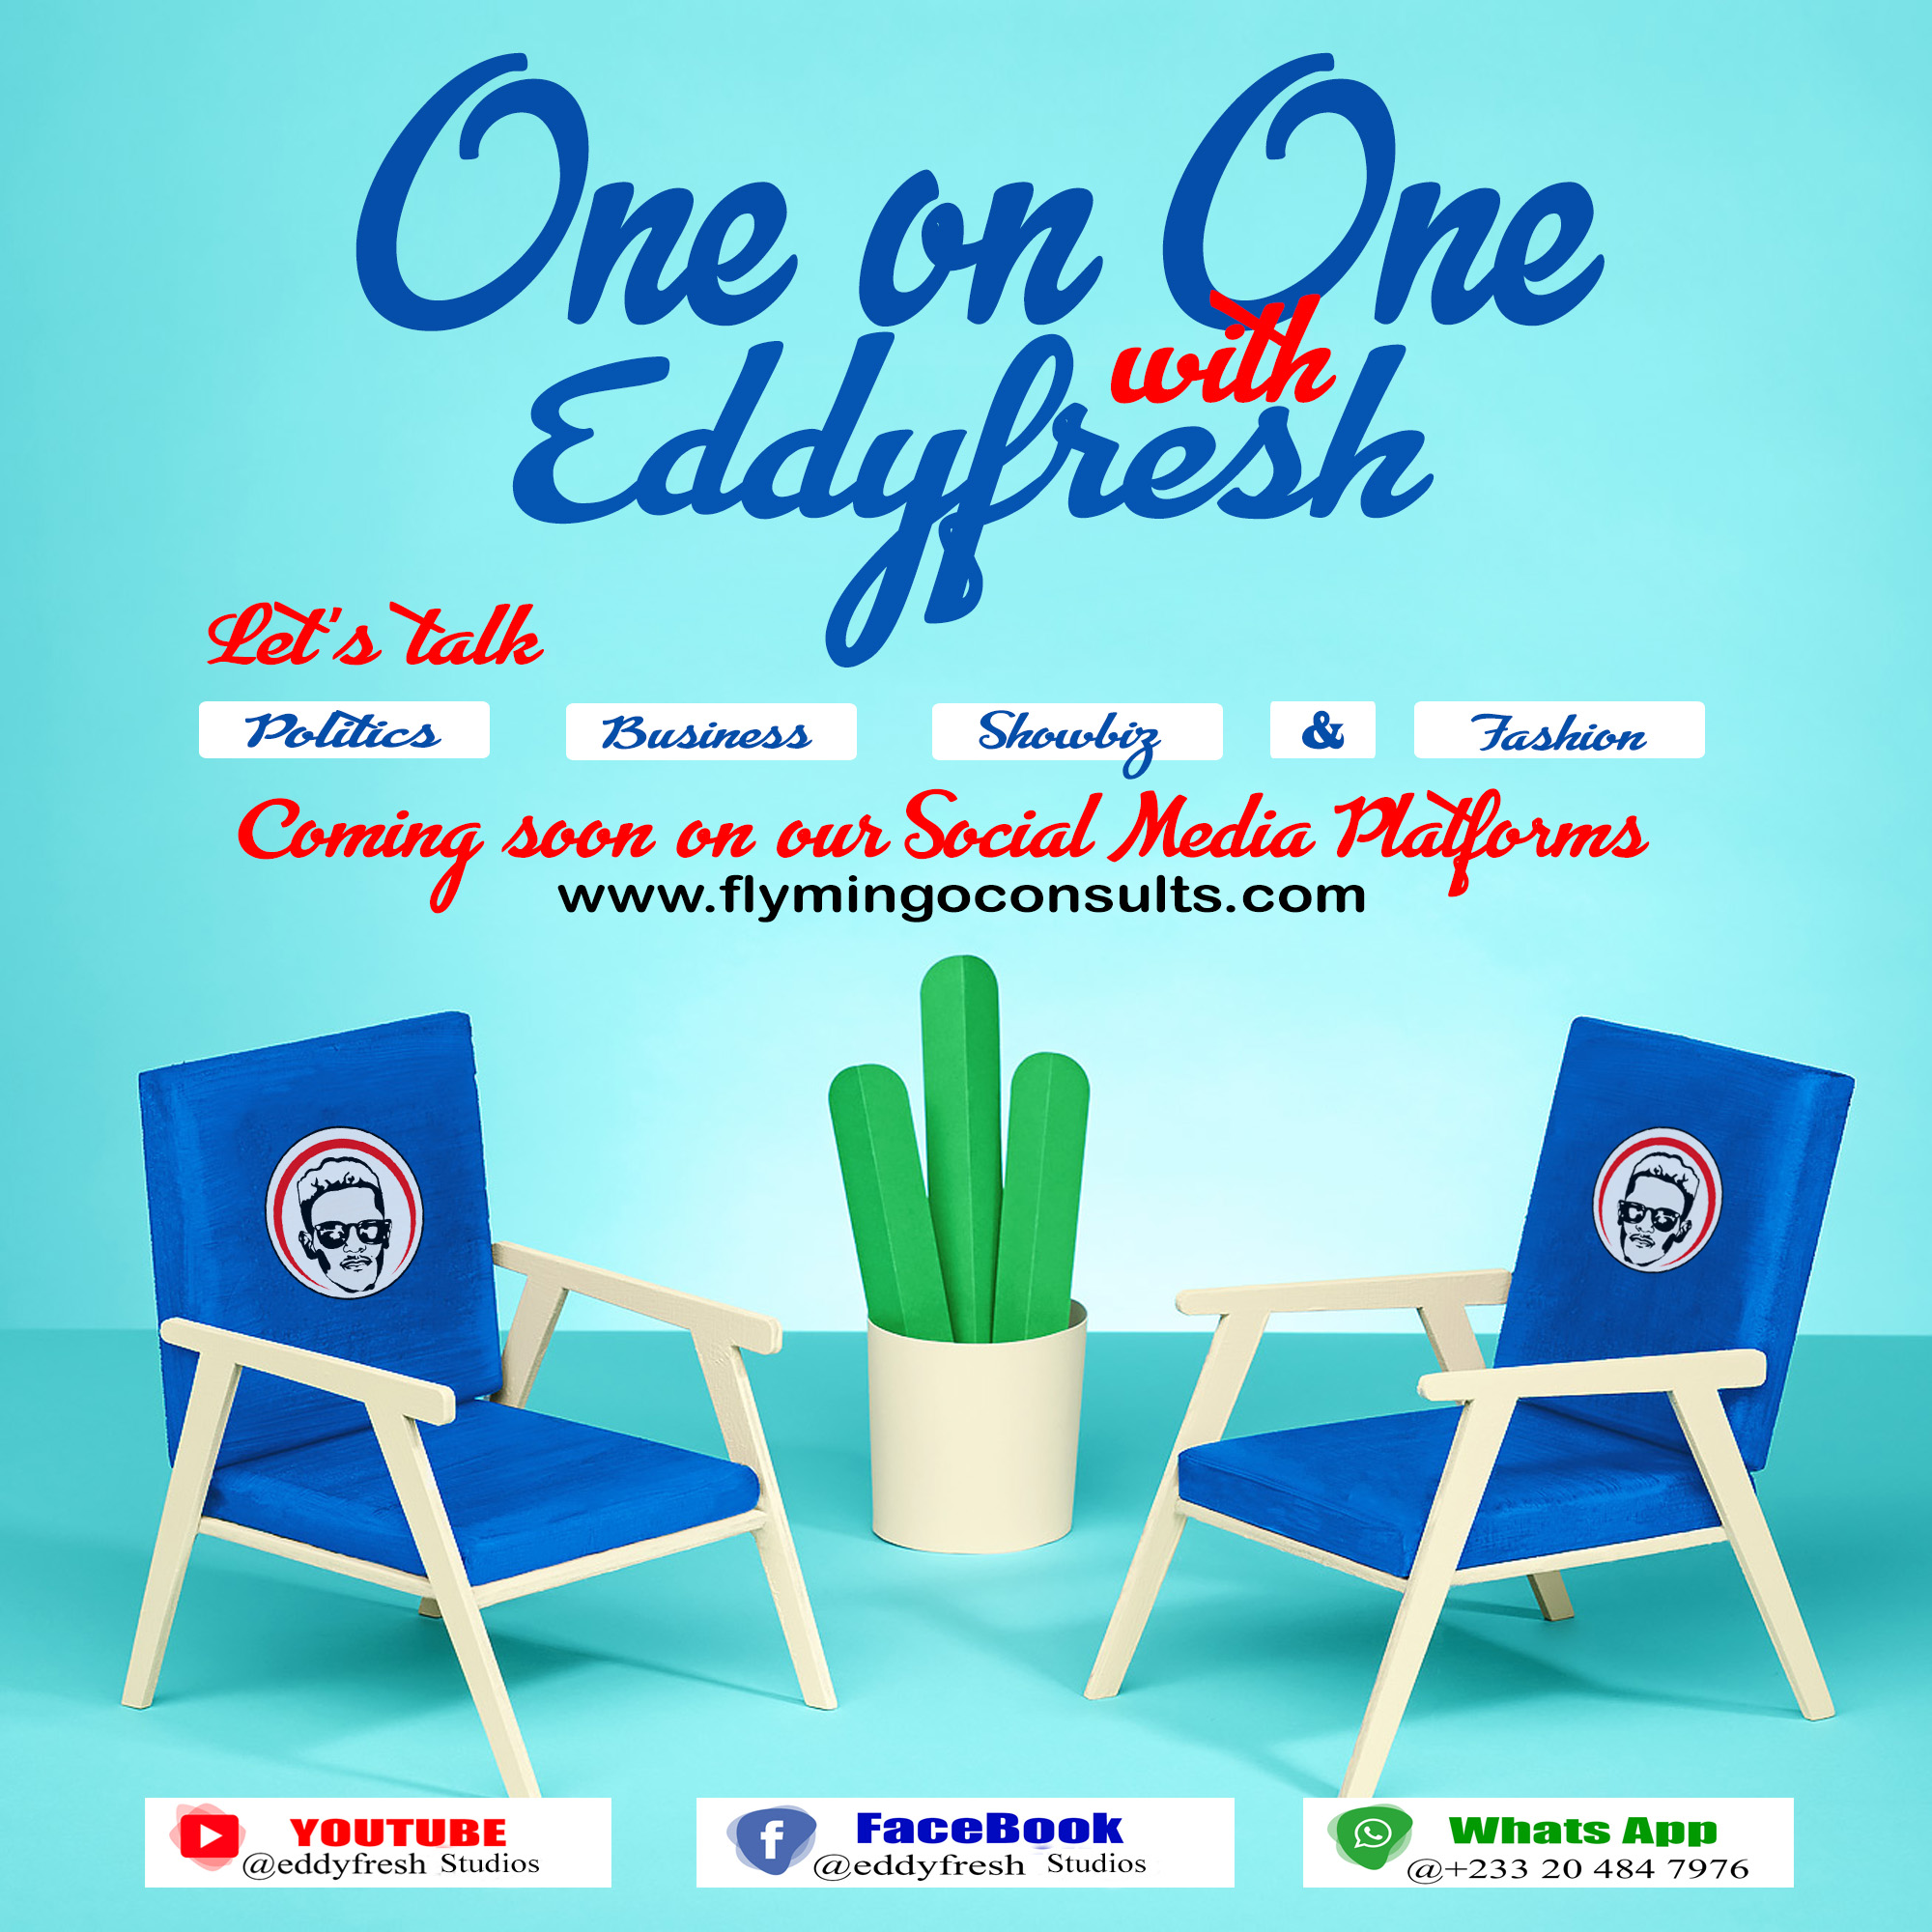 One on One
with
Eddyfresh
Let's talk
Politics Business Showbiz & Fashion
Coming soon on our Social Media Platforms
www.flymingoconsults.com
YOUTUBE
@eddyfresh Studios
FaceBook
@eddyfresh Studios
Whats App
@+233 20 484 7976